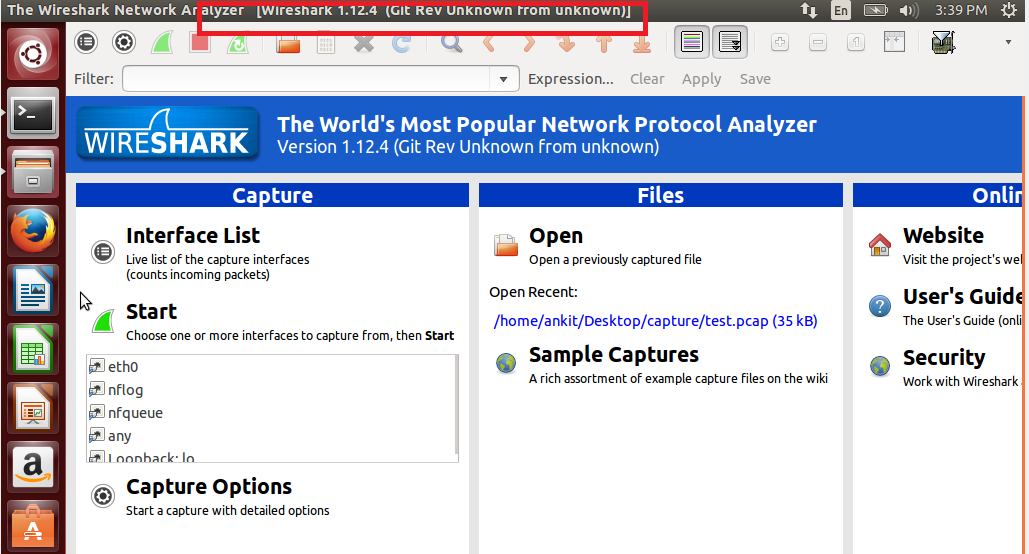 The Wireshark Network Analyzer [Wireshark 1.12.4 (Git Rev Unknown from unknown)]
En
3:39 PM
Filter:
Expression... Clear Apply Save
WIRESHARK
The World's Most Popular Network Protocol Analyzer
Version 1.12.4 (Git Rev Unknown from unknown)
Capture
Interface List
Live list of the capture interfaces
(counts incoming packets)
Start
Choose one or more interfaces to capture from, then Start
eth0
nflog
nfqueue
any
Loopback: lo
Capture Options
Start a capture with detailed options
Files
Open
Open a previously captured file
Open Recent:
/home/ankit/Desktop/capture/test.pcap (35 kB)
Sample Captures
A rich assortment of example capture files on the wiki
Onlin
Website
Visit the project's wel
User's Guide
The User's Guide (onli
Security
Work with Wireshark